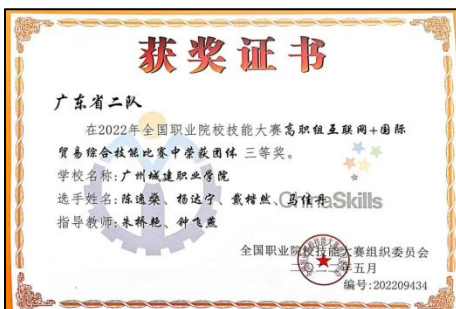 获奖证书
广东省二队
在2022年全国职业院校技能大赛高职组互联网+国际
贸易综合技能比赛中荣获团体 三等奖。
学校名称:广州城建职业学院
选手姓名:陈逸燊、杨达宁、戴楷然、马佳丹
指导教师:朱桥艳、钟飞燕
ChinaSkills
全国职业院校技能大赛组织委员会
二〇二二年五月
编号:202209434